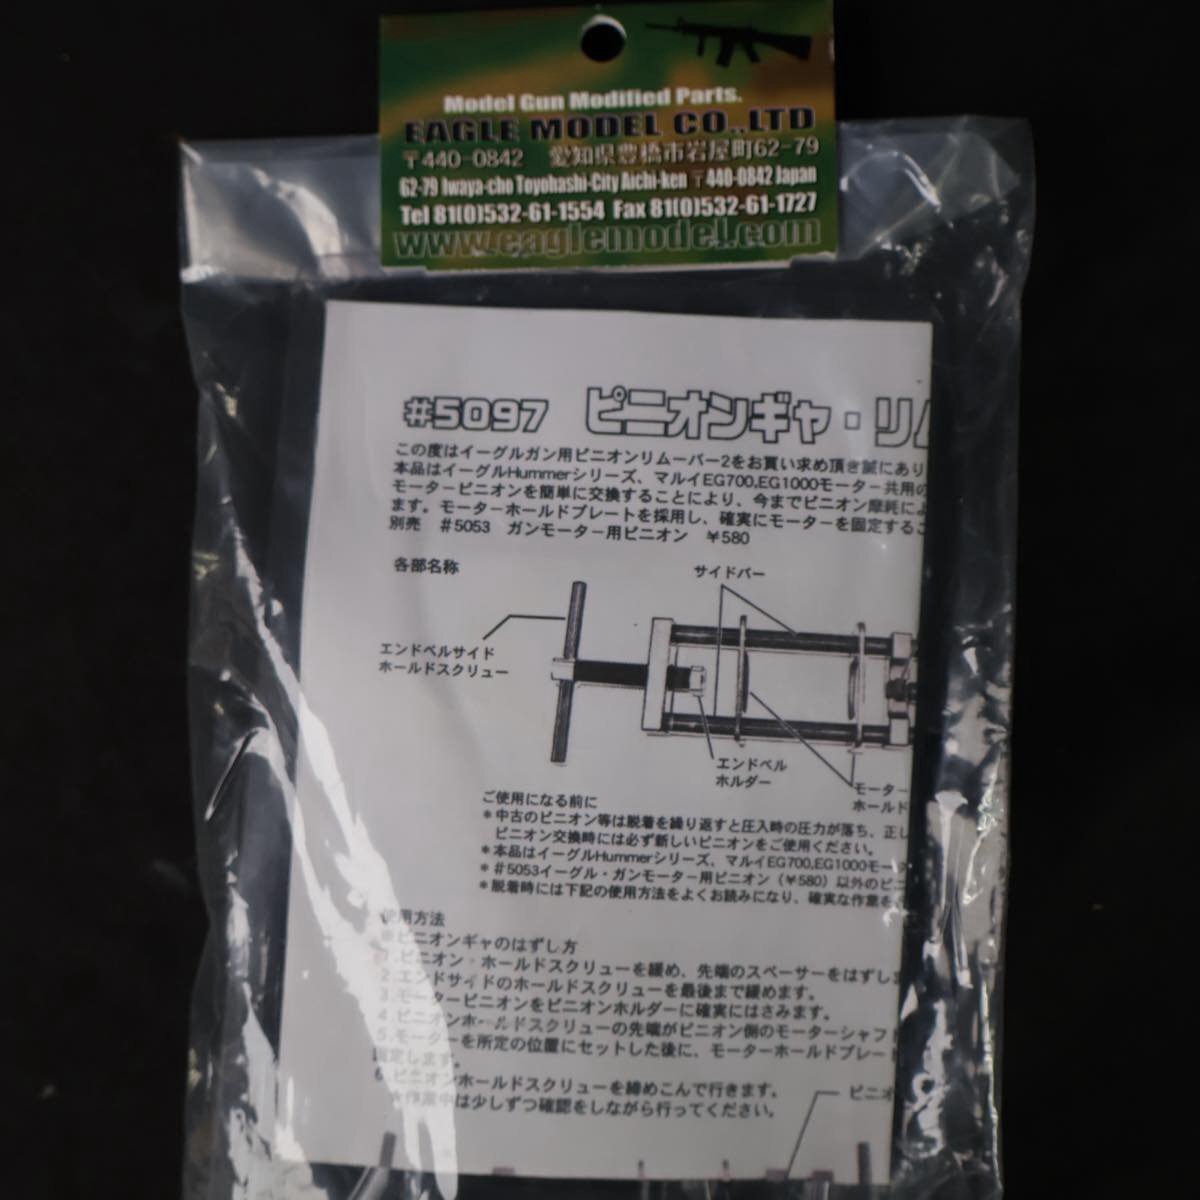 Model Gun Modified Parts.
EAGLE MODEL CO.,LTD
〒440-0842 愛知県豊橋市岩屋町62-79
62-79 Iwaya-cho Toyohashi-City Aichi-ken 〒440-0842 Japan
Tel 81(0)532-61-1554 Fax 81(0)532-61-1727
www.eaglemodel.com
#5097 ピニオンギャ・リム
この度はイーグルガン用ピニオンリムーバー2をお買い求め頂き誠にあり
本品はイーグルHummerシリーズ、マルイEG700,EG1000モーター共用の
モーターピニオンを簡単に交換することにより、今までピニオン摩耗によ
ます。モーターホールドプレートを採用し、確実にモーターを固定するこ
別売 #5053 ガンモーター用ピニオン ¥580
各部名称
サイドバー
エンドベルサイド
ホールドスクリュー
エンドベル
ホルダー
モーター
ホールド
ご使用になる前に
*中古のピニオン等は脱着を繰り返すと圧入時の圧力が落ち、正し
ピニオン交換時には必ず新しいピニオンをご使用ください。
*本品はイーグルHummerシリーズ、マルイEG700,EG1000モータ
*#5053イーグル・ガンモーター用ピニオン(¥580)以外のピニ
*脱着時には下記の使用方法をよくお読みになり、確実な作業を
使用方法
※ピニオンギャのはずし方
1.ピニオン・ホールドスクリューを緩め、先端のスペーサーをはずしま
2.エンドサイドのホールドスクリューを最後まで緩めます。
3.モーターピニオンをピニオンホルダーに確実にはさみます。
4.ピニオンホールドスクリューの先端がピニオン側のモーターシャフト
5.モーターを所定の位置にセットした後に、モーターホールドプレート
固定します。
6.ピニオンホールドスクリューを締めこんで行きます。
★作業中は少しずつ確認をしながら行ってください。
ピニオ